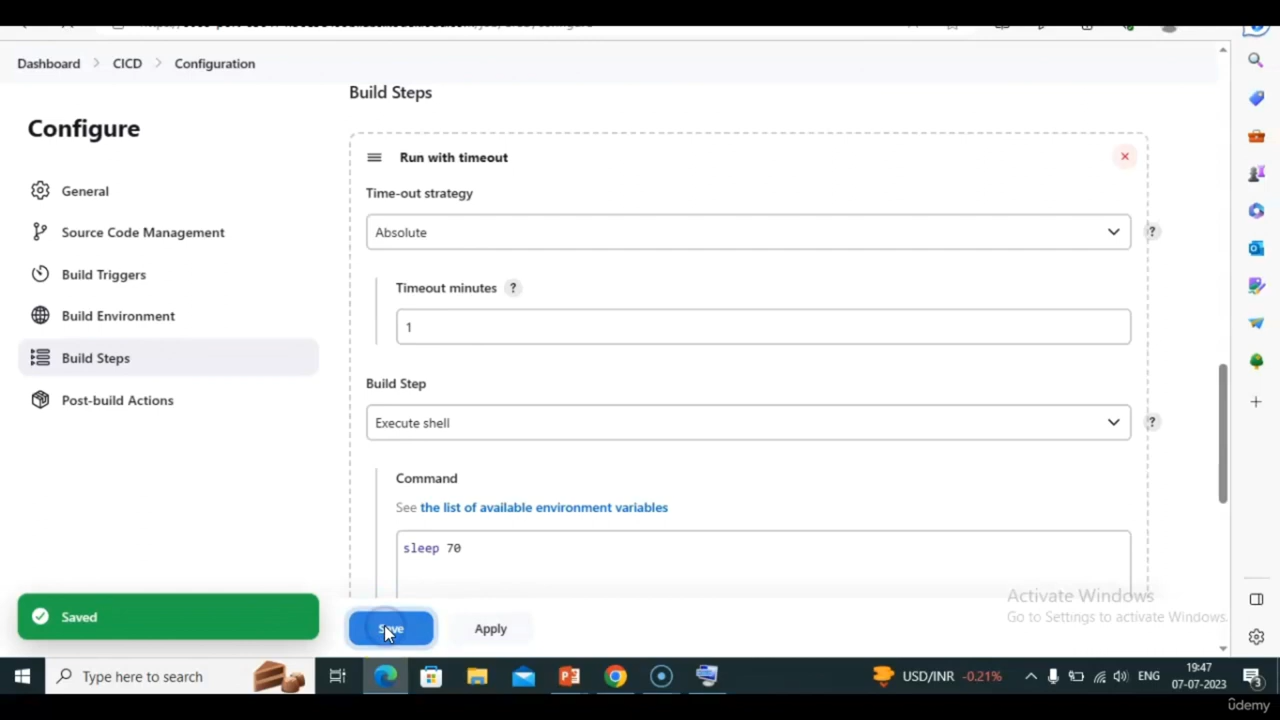 Dashboard > CICD > Configuration
Build Steps
Configure
Run with timeout
General
Time-out strategy
Source Code Management
Absolute
?
Build Triggers
Timeout minutes ?
Build Environment
1
Build Steps
Build Step
Post-build Actions
Execute shell
?
Command
See the list of available environment variables
sleep 70
Activate Windows
Go to Settings to activate Windows.
Saved
Save
Apply
Type here to search
USD/INR -0.21%
ENG
19:47
07-07-2023
3
ûdemy